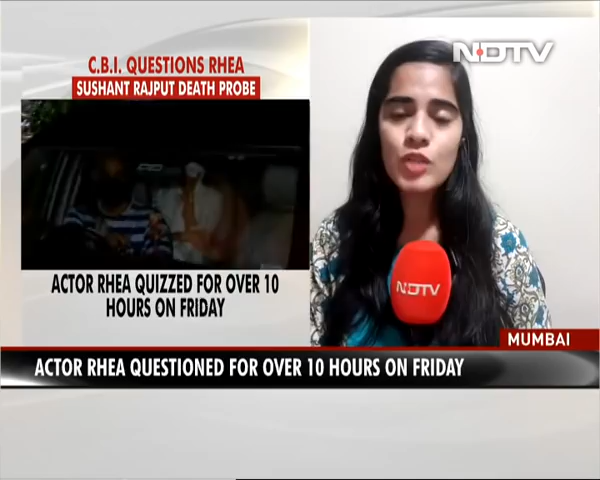 C.B.I. QUESTIONS RHEA
SUSHANT RAJPUT DEATH PROBE
NDTV
ACTOR RHEA QUIZZED FOR OVER 10
HOURS ON FRIDAY
NDTV
MUMBAI
ACTOR RHEA QUESTIONED FOR OVER 10 HOURS ON FRIDAY